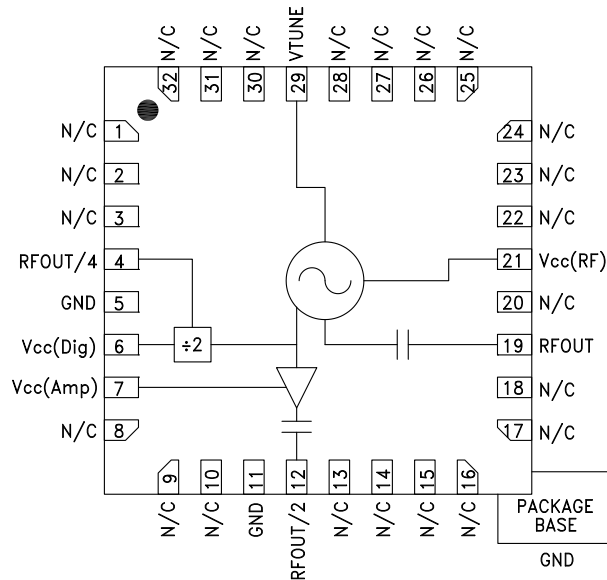 N/C N/C N/C VTUNE N/C N/C N/C N/C
32 31 30 29 28 27 26 25
N/C 1
N/C 2
N/C 3
RFOUT/4 4
GND 5
Vcc(Dig) 6
Vcc(Amp) 7
N/C 8
÷2
24 N/C
23 N/C
22 N/C
21 Vcc(RF)
20 N/C
19 RFOUT
18 N/C
17 N/C
9 10 11 12 13 14 15 16
N/C N/C GND RFOUT/2 N/C N/C N/C N/C
PACKAGE
BASE
GND